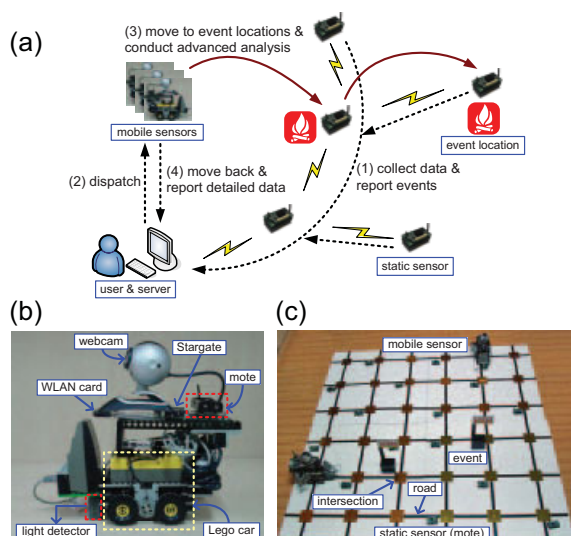 (a)
(3) move to event locations &
conduct advanced analysis
mobile sensors
event location
(2) dispatch
(4) move back &
report detailed data
(1) collect data &
report events
static sensor
user & server
(b)
webcam
Stargate
mote
WLAN card
light detector
Lego car
(c)
mobile sensor
event
intersection
road
static sensor (mote)